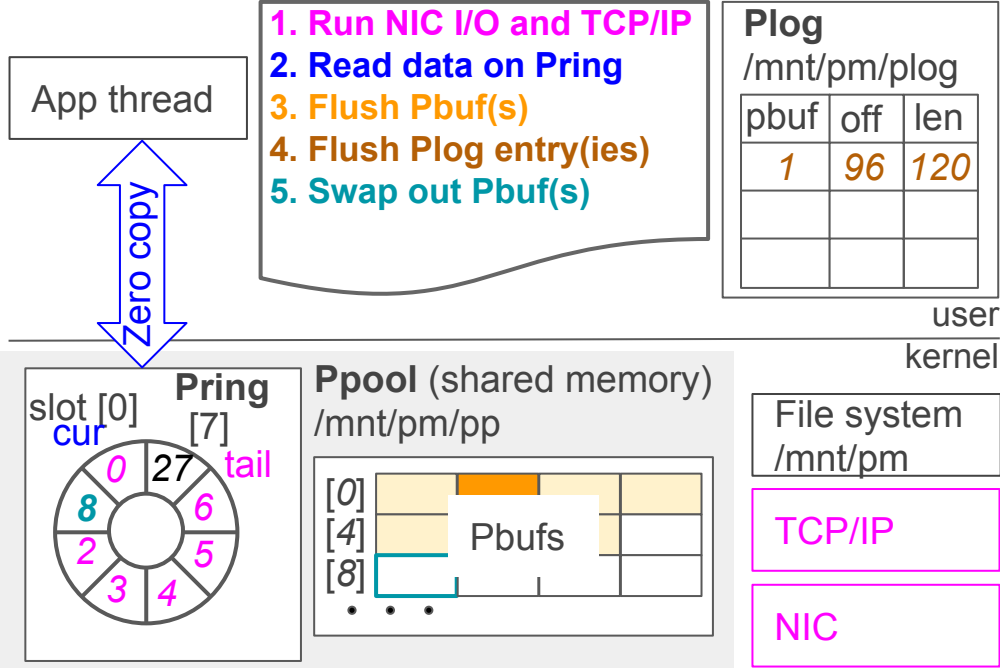 1. Run NIC I/O and TCP/IP
2. Read data on Pring
3. Flush Pbuf(s)
4. Flush Plog entry(ies)
5. Swap out Pbuf(s)
App thread
Zero copy
Plog
/mnt/pm/plog
pbuf off len
1 96 120
user
kernel
Pring
slot [0]
[7]
cur
tail
0
27
8
6
2
5
3
4
Ppool (shared memory)
/mnt/pm/pp
[0]
[4]
[8]
Pbufs
File system
/mnt/pm
TCP/IP
NIC